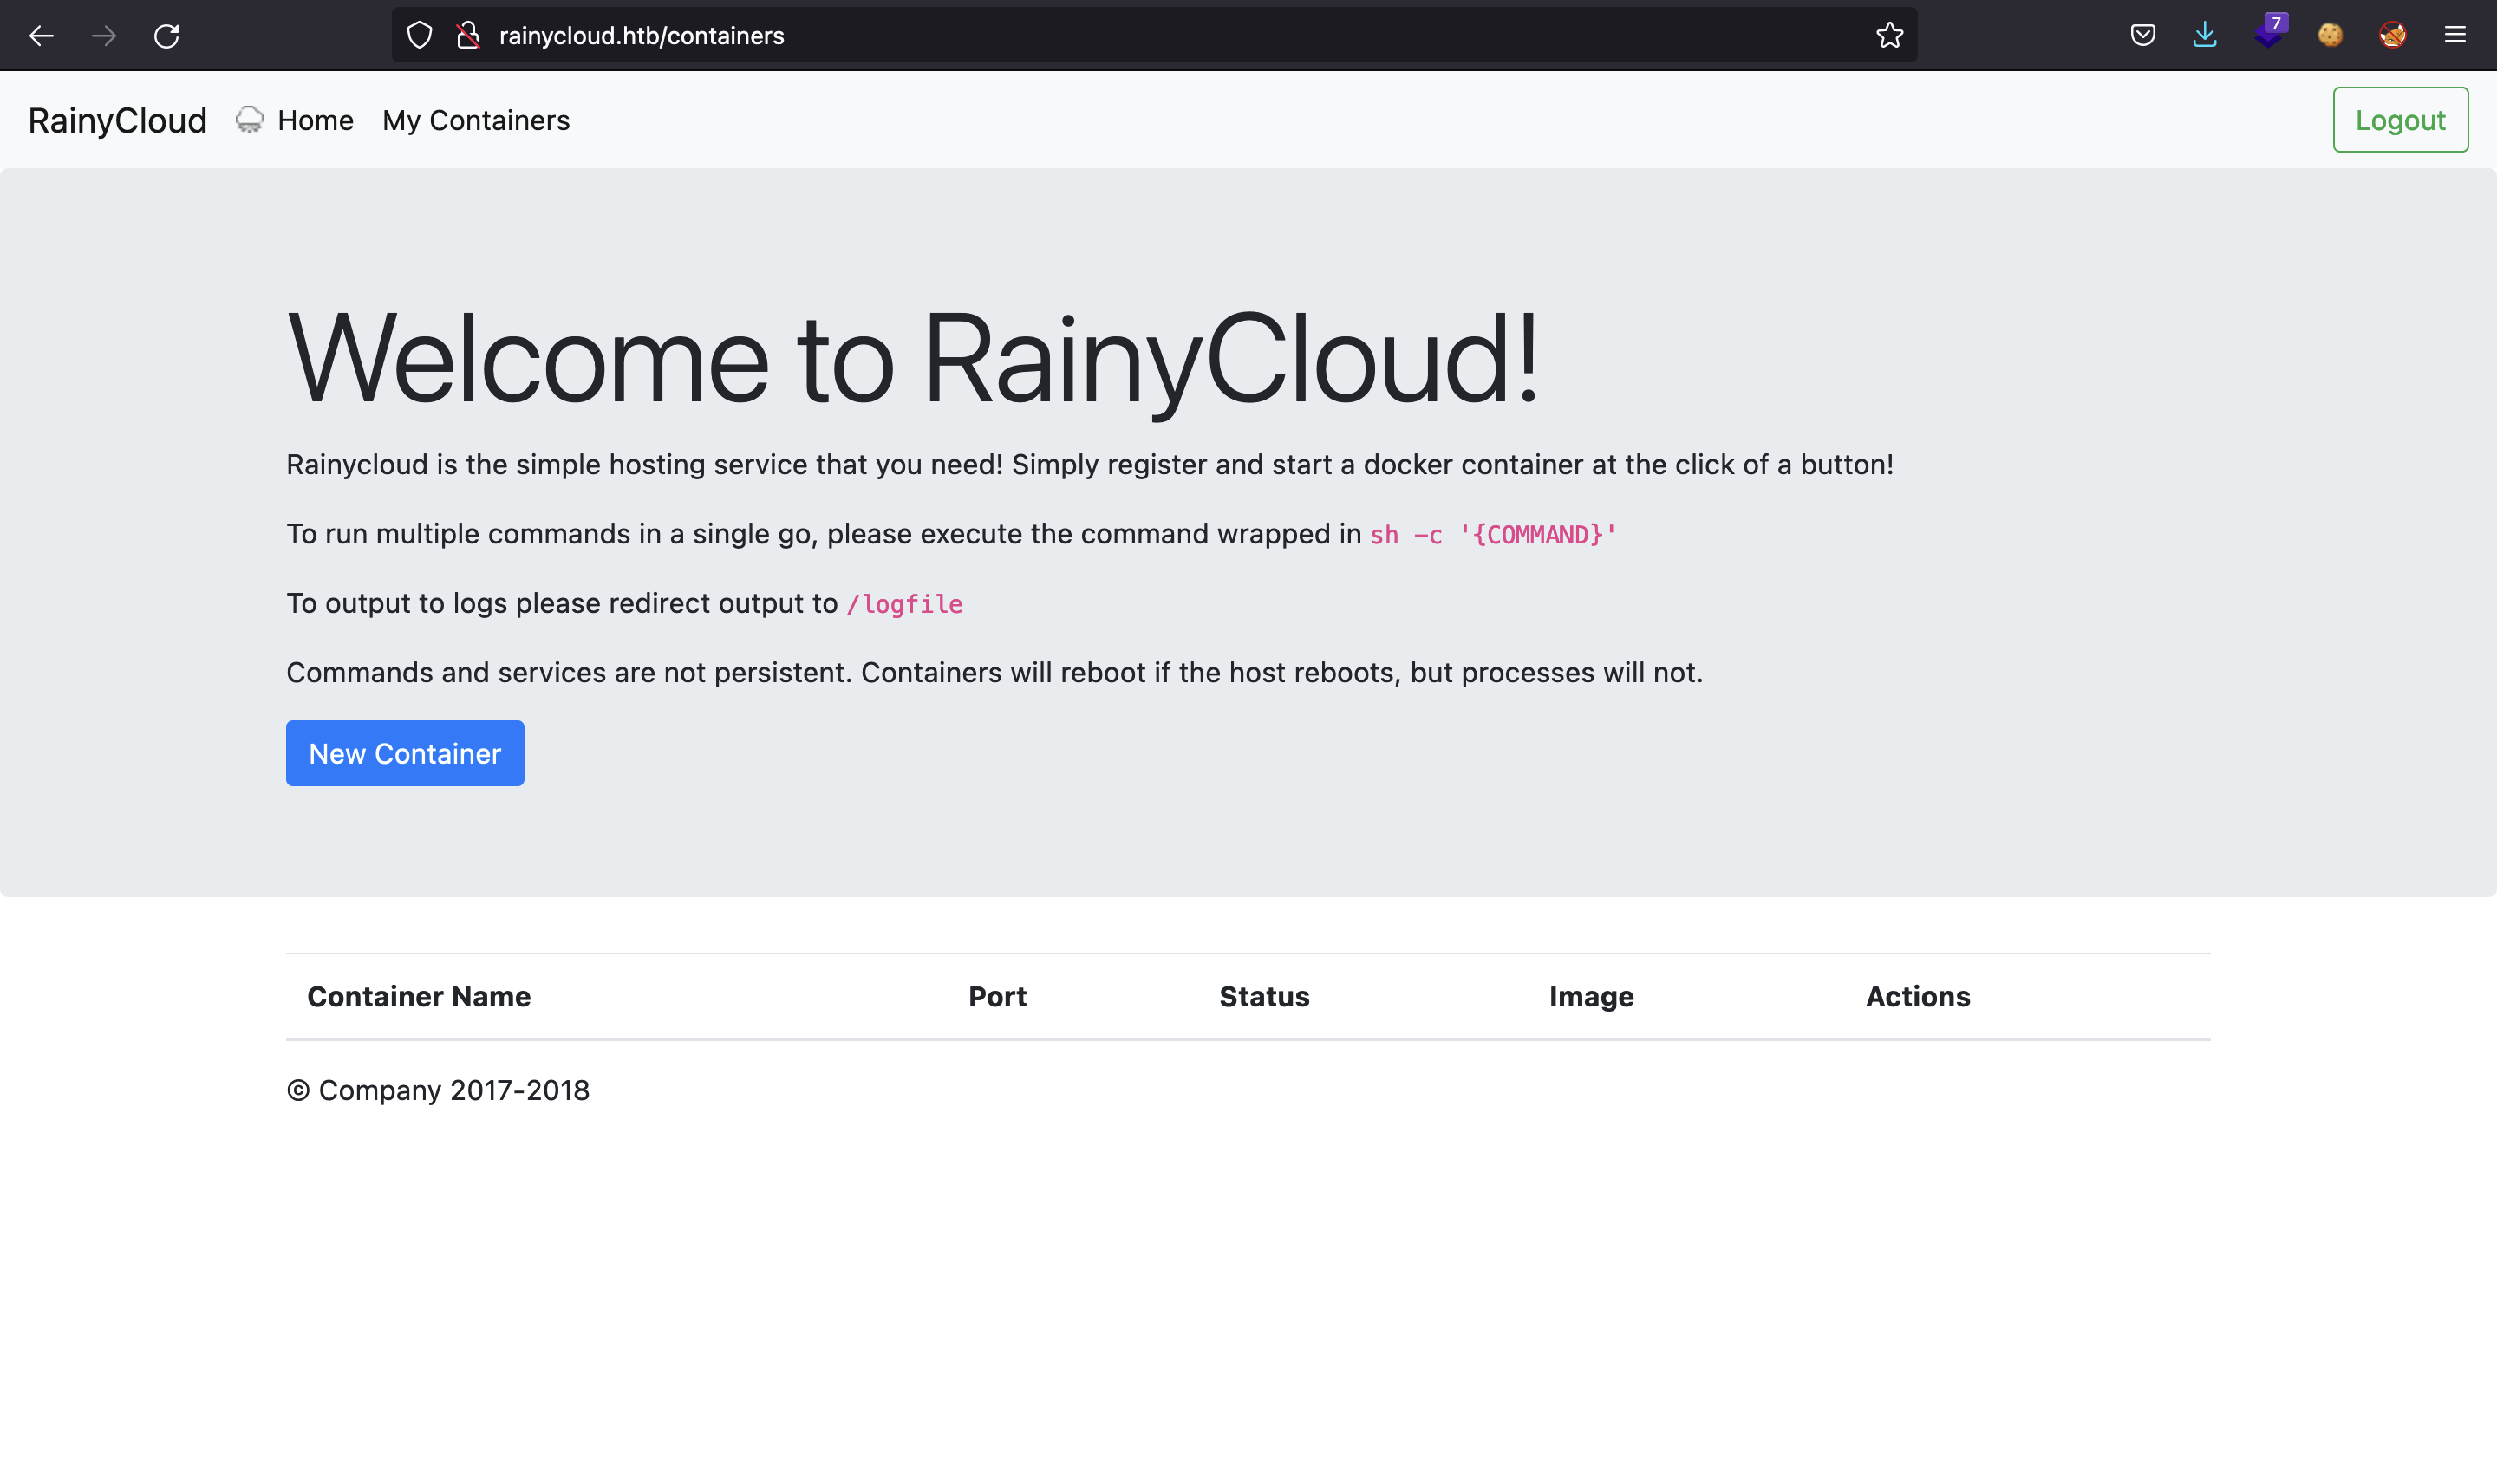 rainycloud.htb/containers
7
RainyCloud Home My Containers Logout
Welcome to RainyCloud!
Rainycloud is the simple hosting service that you need! Simply register and start a docker container at the click of a button!
To run multiple commands in a single go, please execute the command wrapped in sh -c '{COMMAND}'
To output to logs please redirect output to /logfile
Commands and services are not persistent. Containers will reboot if the host reboots, but processes will not.
New Container
Container Name Port Status Image Actions
© Company 2017-2018